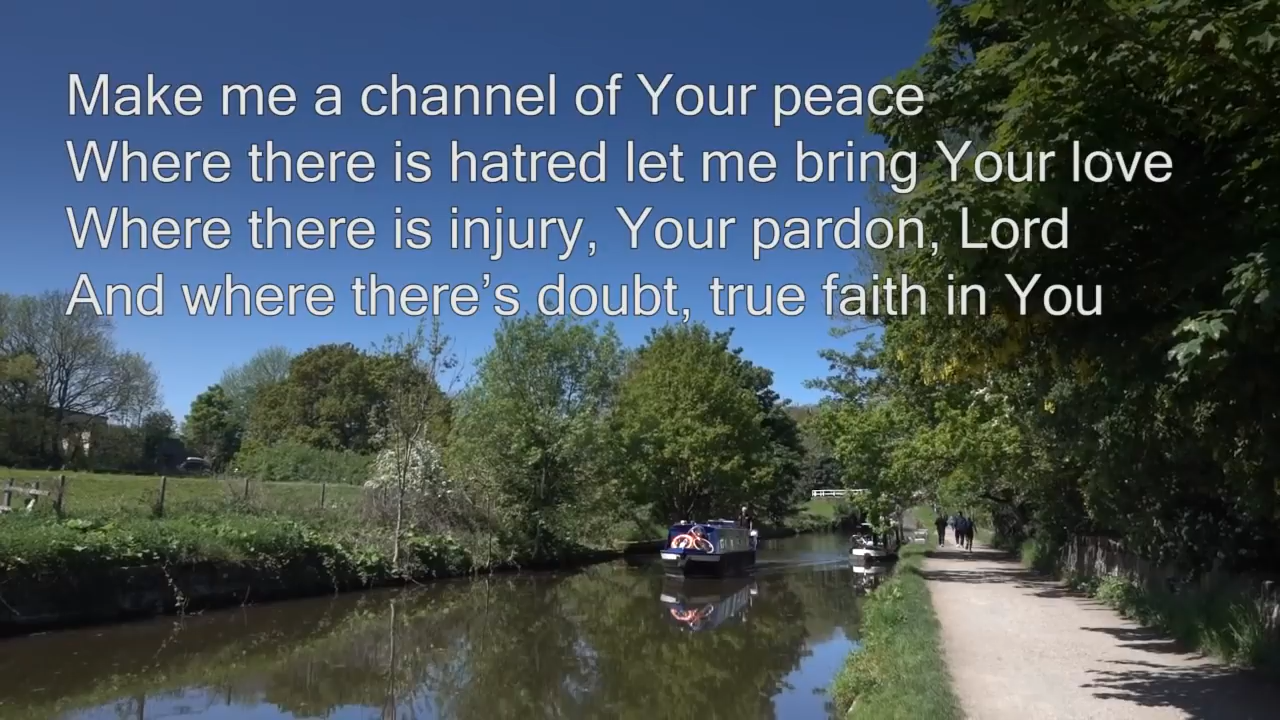 Make me a channel of Your peace
Where there is hatred let me bring Your love
Where there is injury, Your pardon, Lord
And where there’s doubt, true faith in You